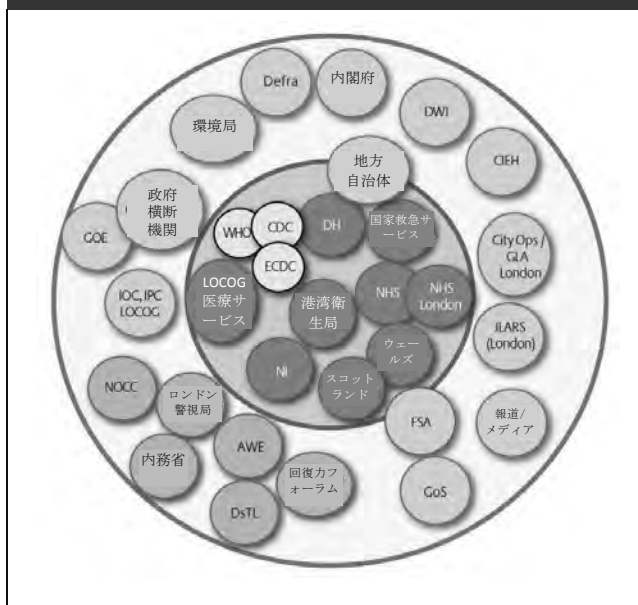 Defra
内閣府
DWI
環境局
CIEH
地方
自治体
政府
横断
機関
WHO
CDC
DH
国家救急サ
ービス
GOE
City Ops /
GLA
London
ECDC
LOCOG
医療サ
ービス
NHS
NHS
London
IOC, IPC
LOCOG
港湾衛
生局
JLARS
(London)
ウェー
ルズ
NI
スコット
ランド
NOCC
ロンドン
警視局
FSA
報道/
メディア
AWE
内務省
回復力フ
ォーラム
GoS
DsTL